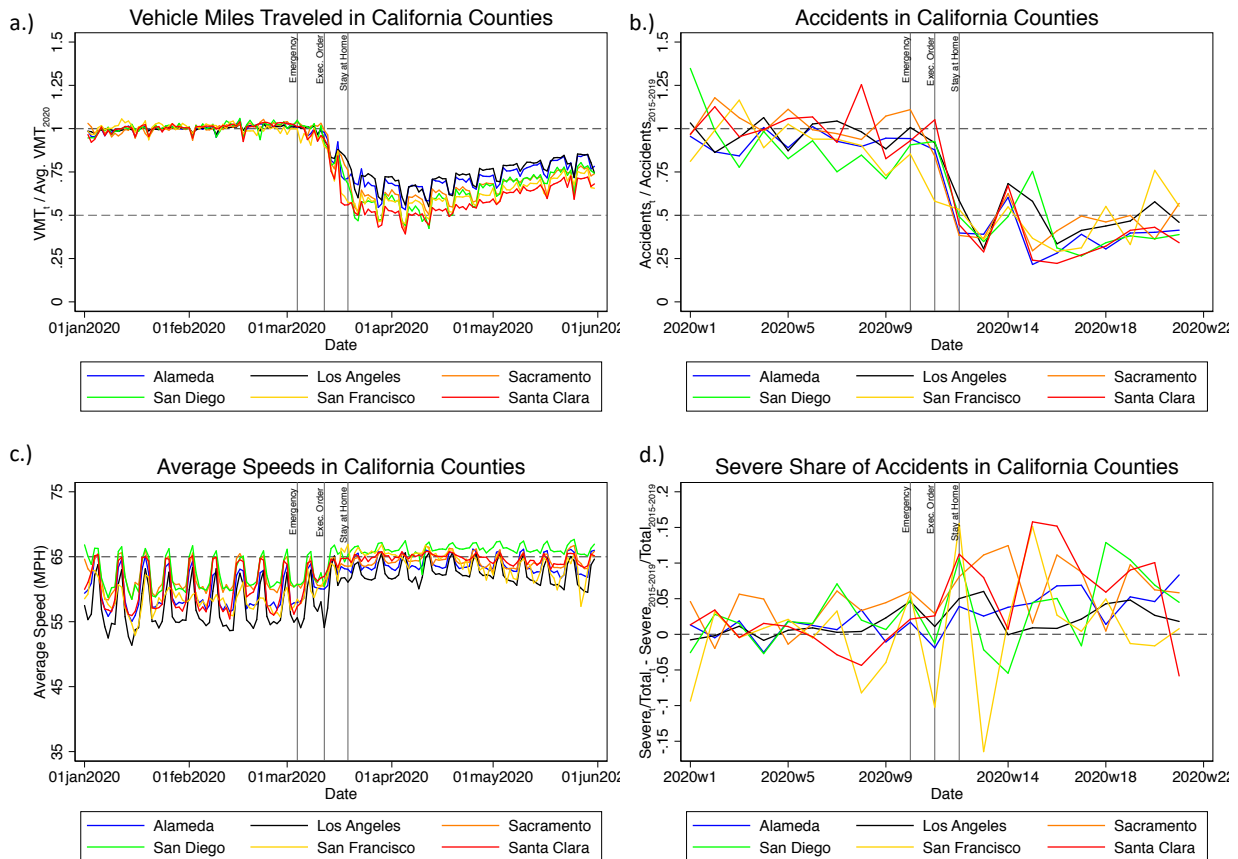 a.)
Vehicle Miles Traveled in California Counties
VMT_t / Avg. VMT_2020
0 .25 .5 .75 1 1.25 1.5
Emergency
Exec. Order
Stay at Home
01jan2020 01feb2020 01mar2020 01apr2020 01may2020 01jun202
Date
Alameda Los Angeles Sacramento
San Diego San Francisco Santa Clara
b.)
Accidents in California Counties
Accidents_t / Accidents_2015-2019
0 .25 .5 .75 1 1.25 1.5
Emergency
Exec. Order
Stay at Home
2020w1 2020w5 2020w9 2020w14 2020w18 2020w22
Date
Alameda Los Angeles Sacramento
San Diego San Francisco Santa Clara
c.)
Average Speeds in California Counties
Average Speed (MPH)
35 45 55 65 75
Emergency
Exec. Order
Stay at Home
01jan2020 01feb2020 01mar2020 01apr2020 01may2020 01jun202
Date
Alameda Los Angeles Sacramento
San Diego San Francisco Santa Clara
d.)
Severe Share of Accidents in California Counties
Severe_t/Total_t - Severe_2015-2019/Total_2015-2019
-.15 -.1 -.05 0 .05 .1 .15 .2
Emergency
Exec. Order
Stay at Home
2020w1 2020w5 2020w9 2020w14 2020w18 2020w22
Date
Alameda Los Angeles Sacramento
San Diego San Francisco Santa Clara